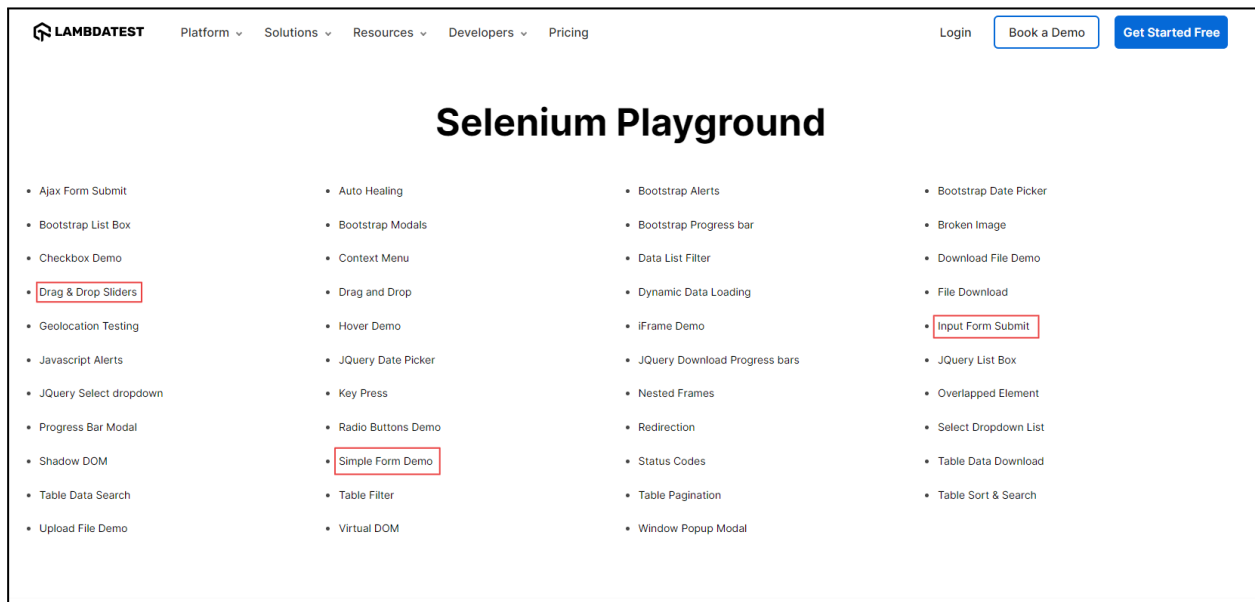 LAMBDATEST Platform Solutions Resources Developers Pricing Login Book a Demo Get Started Free
Selenium Playground
• Ajax Form Submit • Auto Healing • Bootstrap Alerts • Bootstrap Date Picker
• Bootstrap List Box • Bootstrap Modals • Bootstrap Progress bar • Broken Image
• Checkbox Demo • Context Menu • Data List Filter • Download File Demo
• Drag & Drop Sliders • Drag and Drop • Dynamic Data Loading • File Download
• Geolocation Testing • Hover Demo • iFrame Demo • Input Form Submit
• Javascript Alerts • JQuery Date Picker • JQuery Download Progress bars • JQuery List Box
• JQuery Select dropdown • Key Press • Nested Frames • Overlapped Element
• Progress Bar Modal • Radio Buttons Demo • Redirection • Select Dropdown List
• Shadow DOM • Simple Form Demo • Status Codes • Table Data Download
• Table Data Search • Table Filter • Table Pagination • Table Sort & Search
• Upload File Demo • Virtual DOM • Window Popup Modal